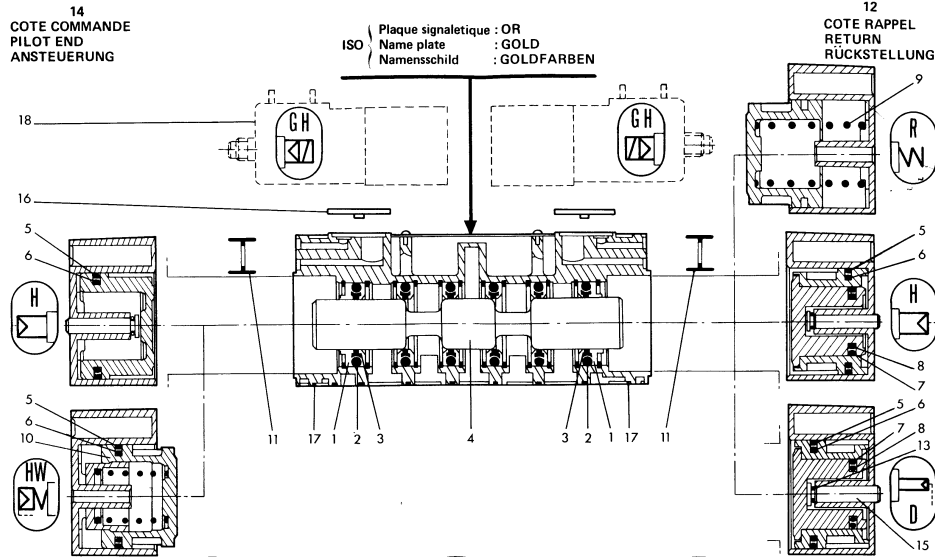 14
COTE COMMANDE
PILOT END
ANSTEUERUNG
ISO
Plaque signaletique : OR
Name plate : GOLD
Namensschild : GOLDFARBEN
12
COTE RAPPEL
RETURN
RÜCKSTELLUNG
9
18
GH
GH
R
16
5
6
H
11
11
5
6
H
8
7
17
1
2
3
4
3
2
1
17
5
6
10
HW
5
6
7
8
13
D
15